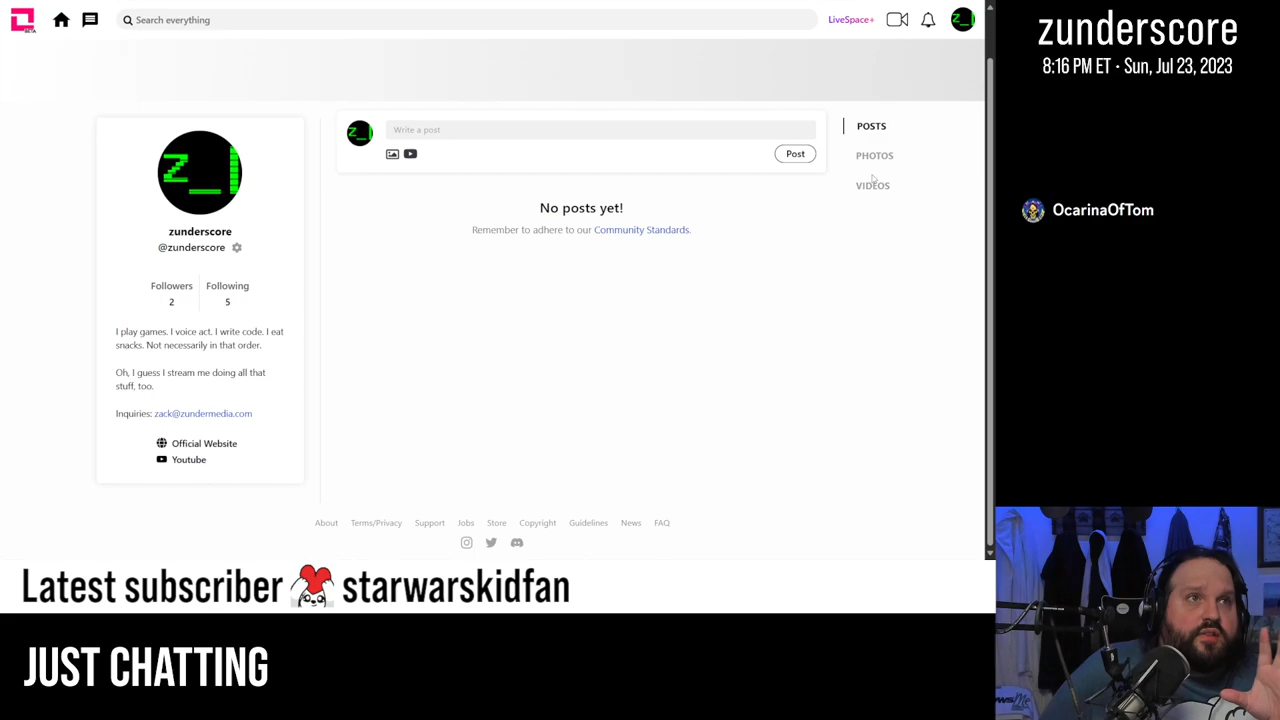 BETA
Search everything
LiveSpace+
Z_
zunderscore
8:16 PM ET · Sun, Jul 23, 2023
Z_
zunderscore
@zunderscore
Followers
2
Following
5
I play games. I voice act. I write code. I eat
snacks. Not necessarily in that order.
Oh, I guess I stream me doing all that
stuff, too.
Inquiries: zack@zundermedia.com
Official Website
Youtube
Z_
Write a post
Post
No posts yet!
Remember to adhere to our Community Standards.
POSTS
PHOTOS
VIDEOS
OcarinaOfTom
About
Terms/Privacy
Support
Jobs
Store
Copyright
Guidelines
News
FAQ
Latest subscriber starwarskidfan
JUST CHATTING